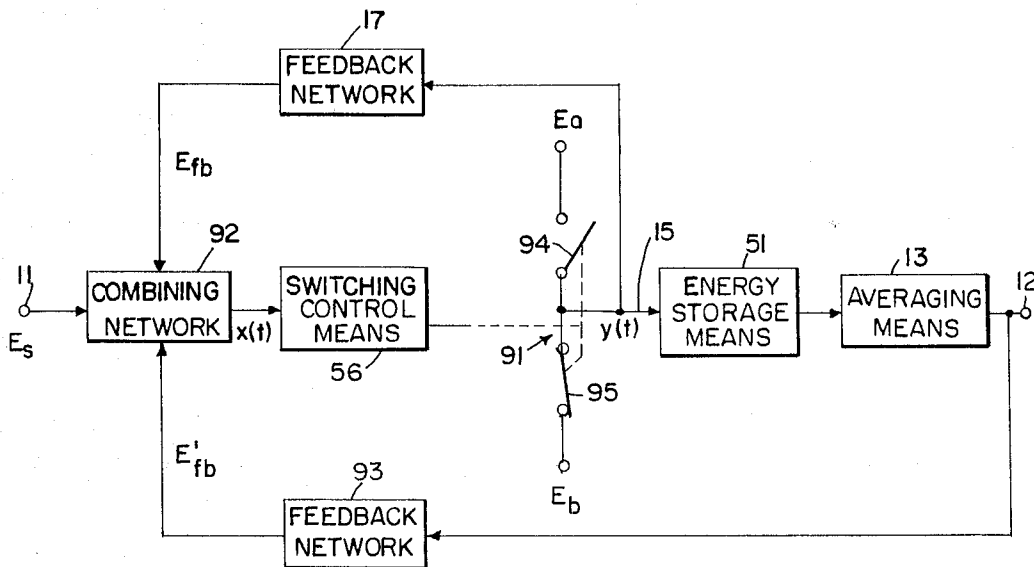 17
FEEDBACK
NETWORK
Ea
Efb
94
15
51
13
12
11
92
COMBINING
NETWORK
Es
x(t)
SWITCHING
CONTROL
MEANS
56
91
y(t)
ENERGY
STORAGE
MEANS
AVERAGING
MEANS
95
E'fb
93
FEEDBACK
NETWORK
Eb